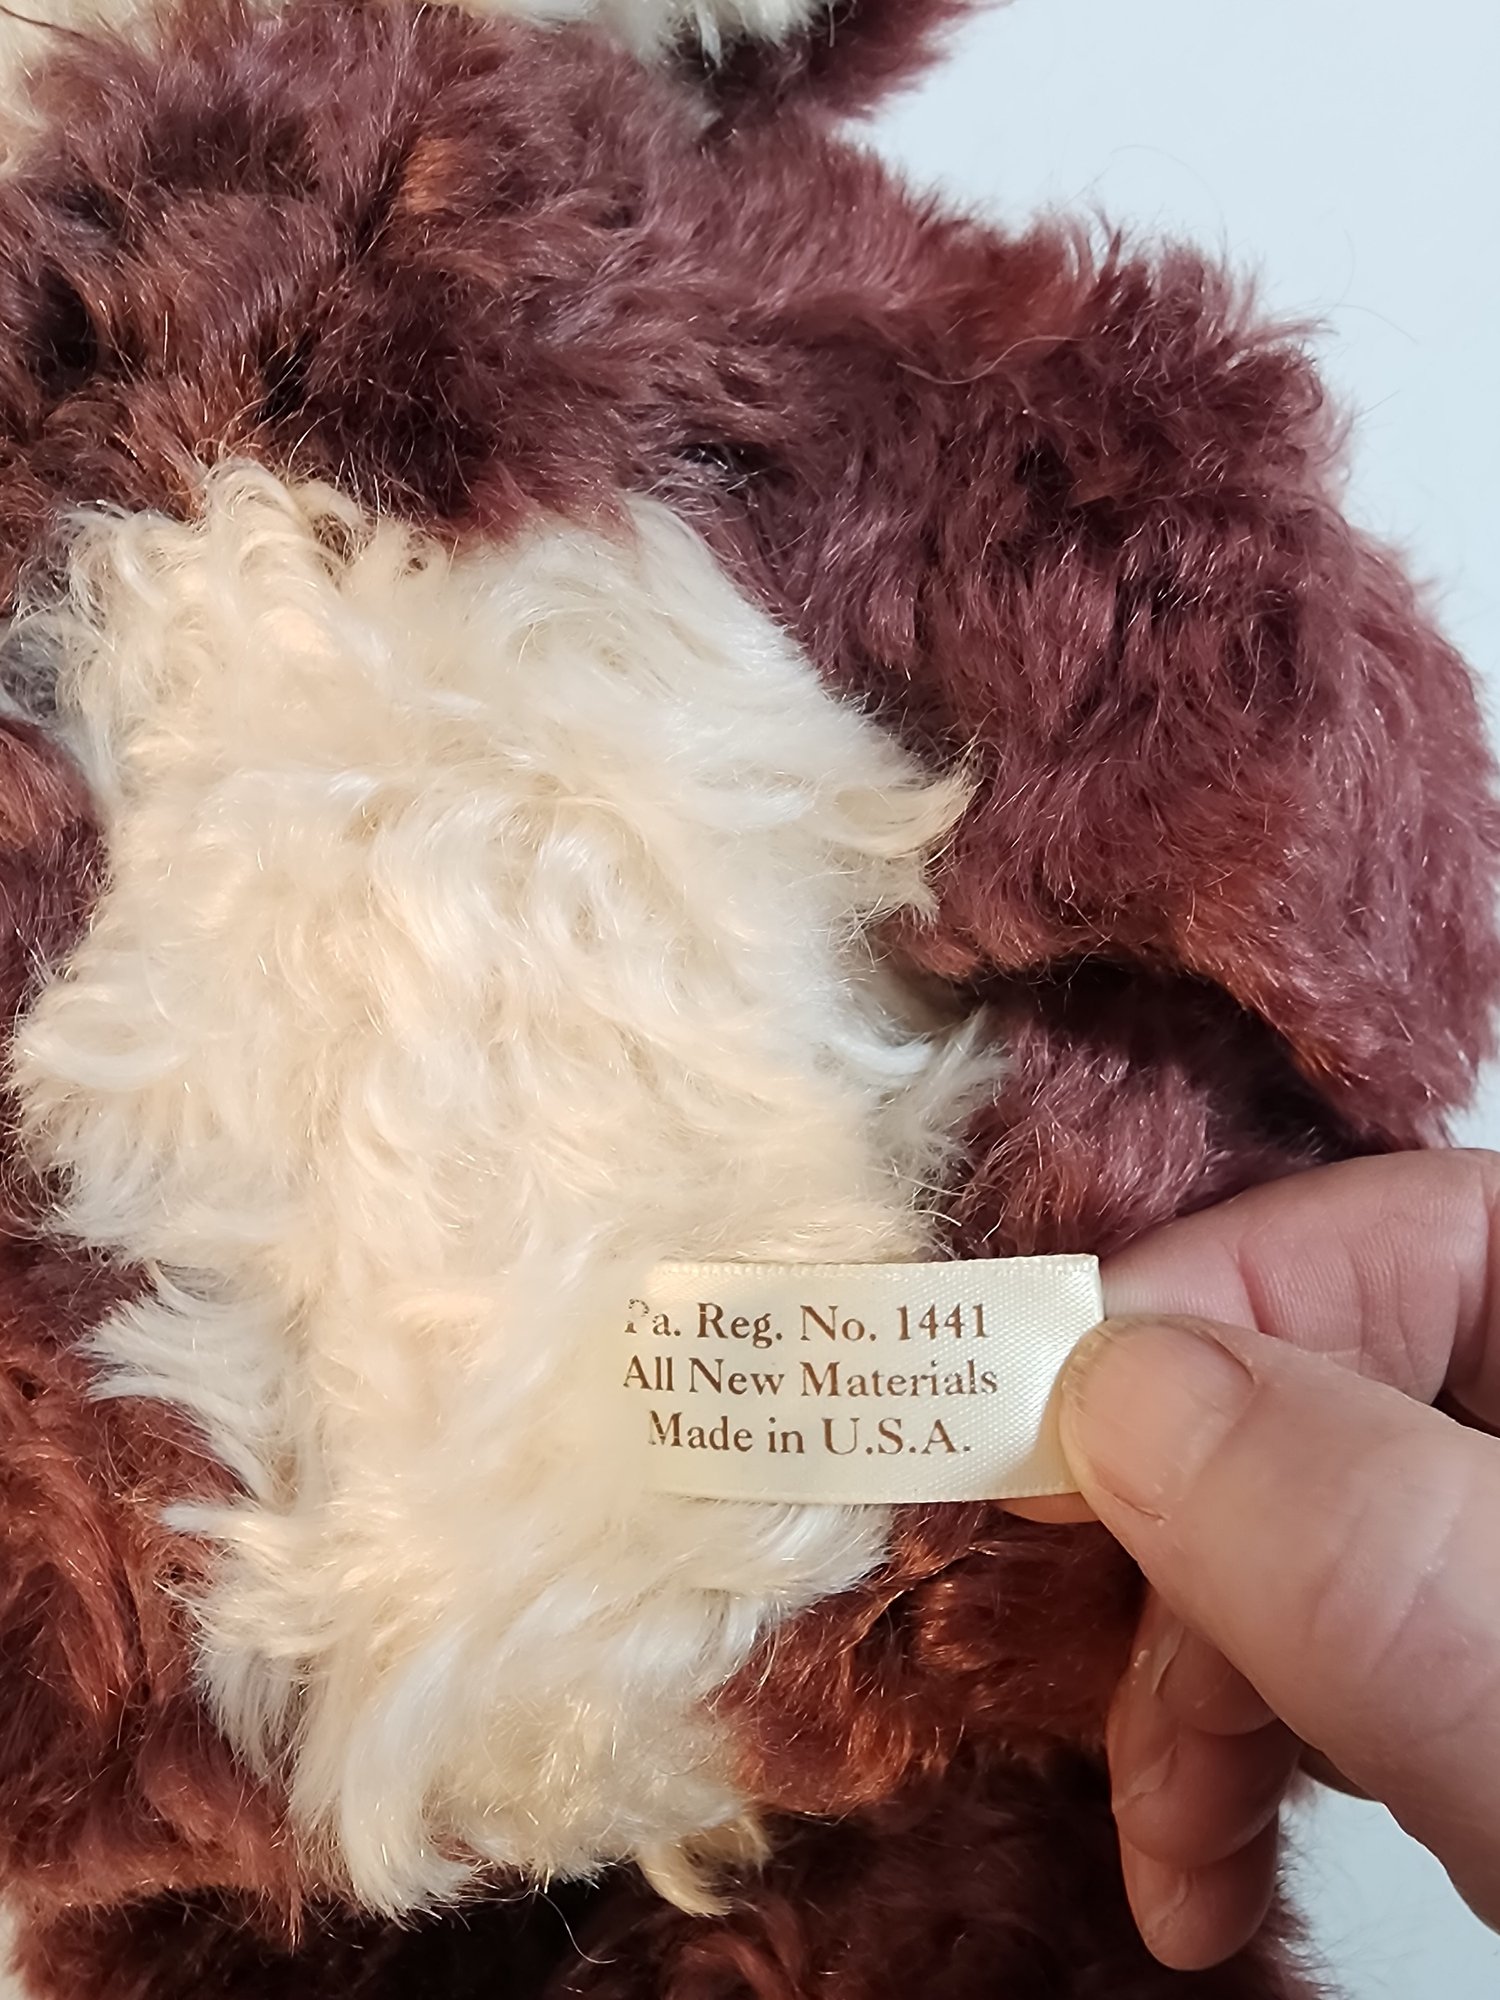 Pa. Reg. No. 1441
All New Materials
Made in U.S.A.